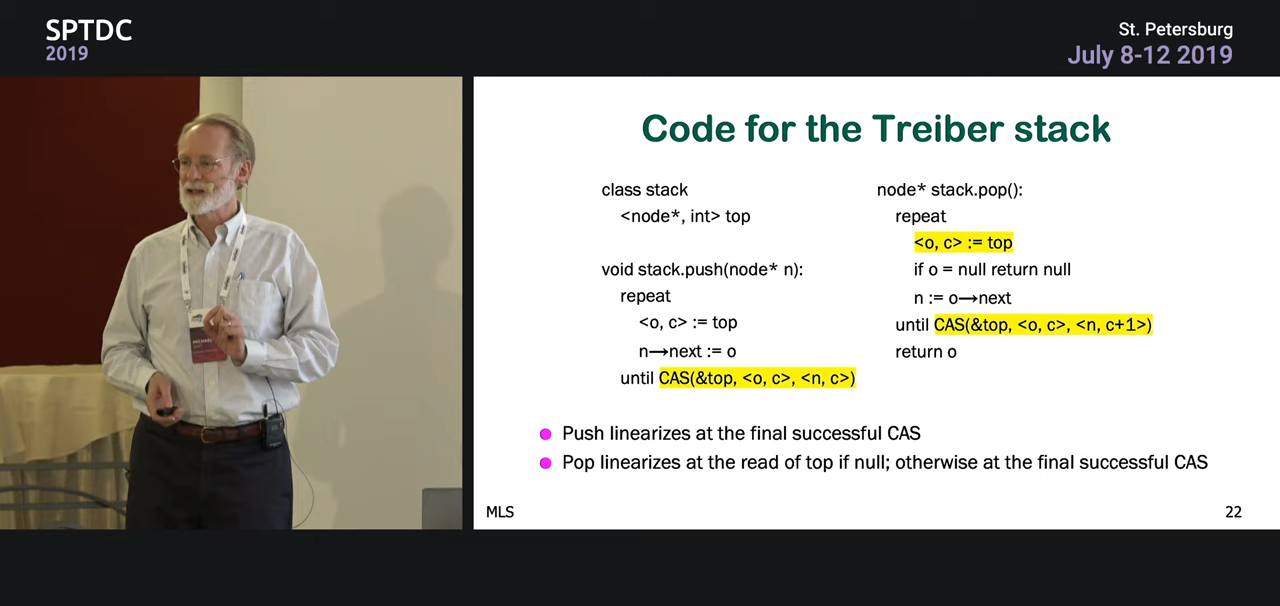 SPTDC
2019
St. Petersburg
July 8-12 2019
Code for the Treiber stack
class stack
<node*, int> top
void stack.push(node* n):
repeat
<o, c> := top
n→next := o
until CAS(&top, <o, c>, <n, c>)
node* stack.pop():
repeat
<o, c> := top
if o = null return null
n := o→next
until CAS(&top, <o, c>, <n, c+1>)
return o
Push linearizes at the final successful CAS
Pop linearizes at the read of top if null; otherwise at the final successful CAS
MLS
22
MICHAEL